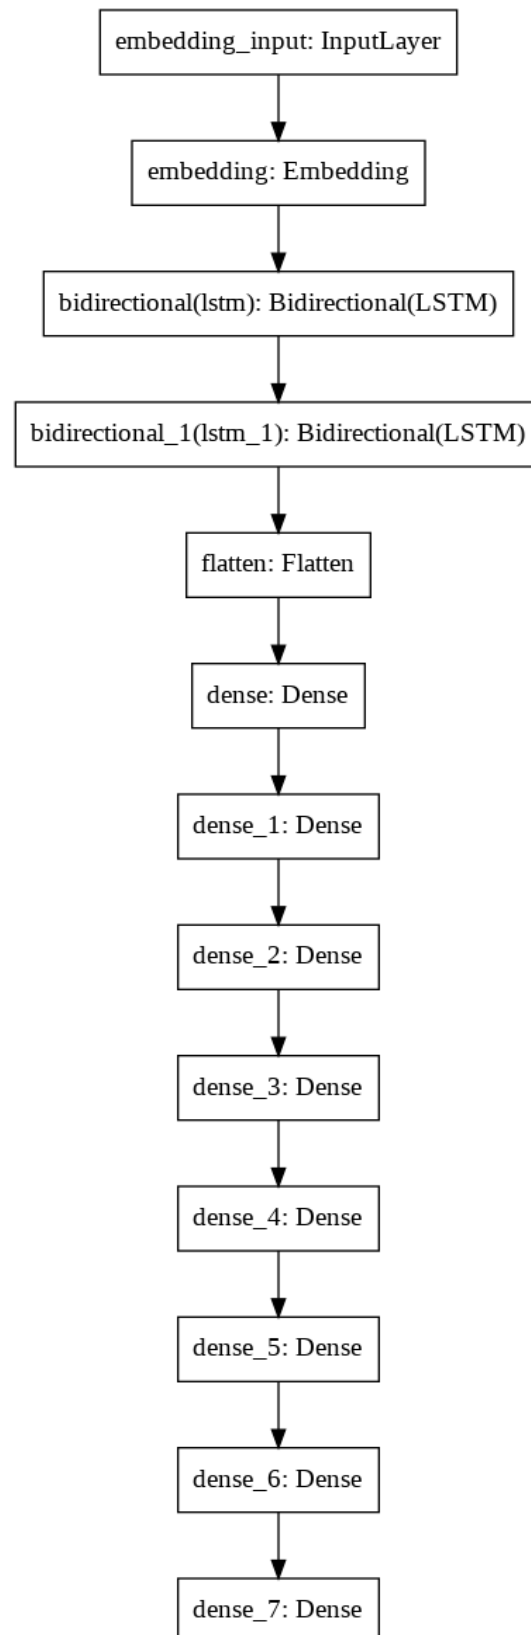 embedding_input: InputLayer
embedding: Embedding
bidirectional(lstm): Bidirectional(LSTM)
bidirectional_1(lstm_1): Bidirectional(LSTM)
flatten: Flatten
dense: Dense
dense_1: Dense
dense_2: Dense
dense_3: Dense
dense_4: Dense
dense_5: Dense
dense_6: Dense
dense_7: Dense